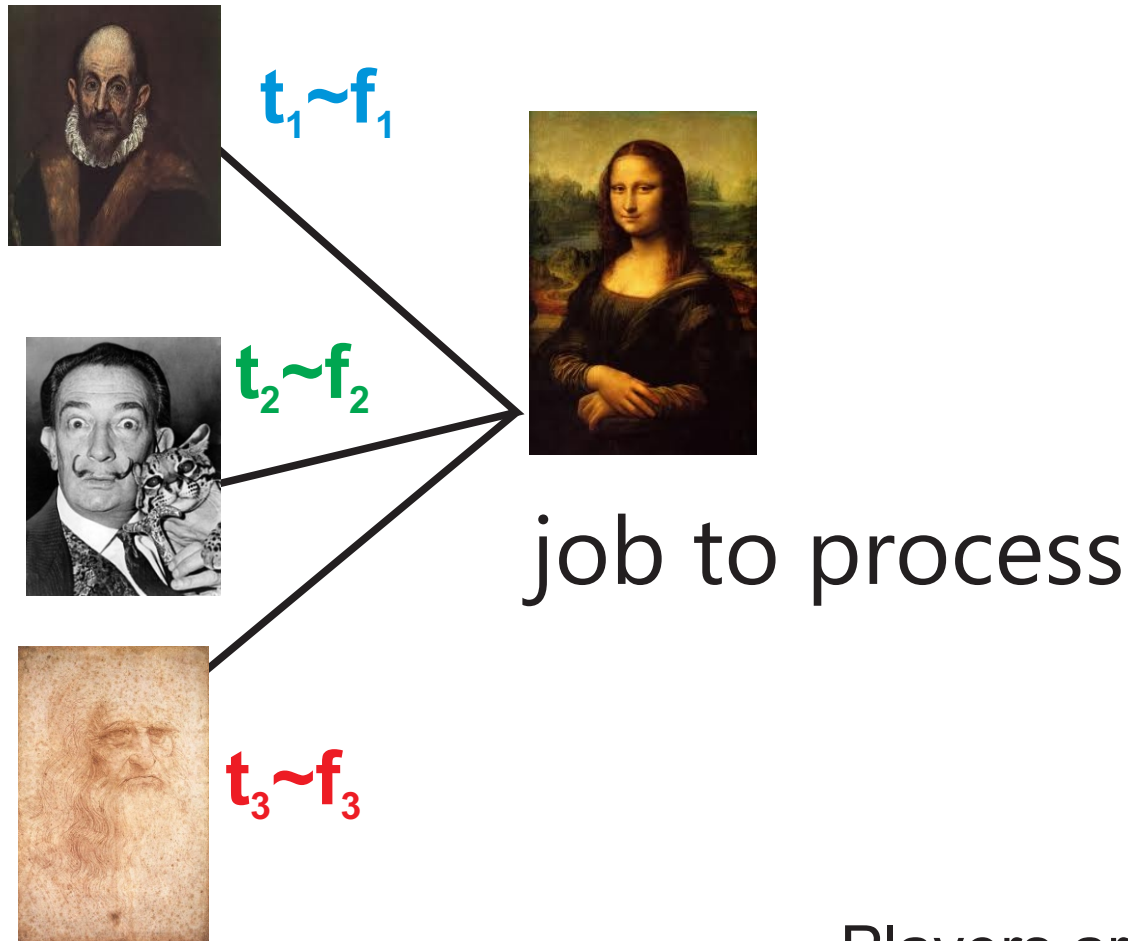 t₁~f₁
t₂~f₂
job to process
t₃~f₃